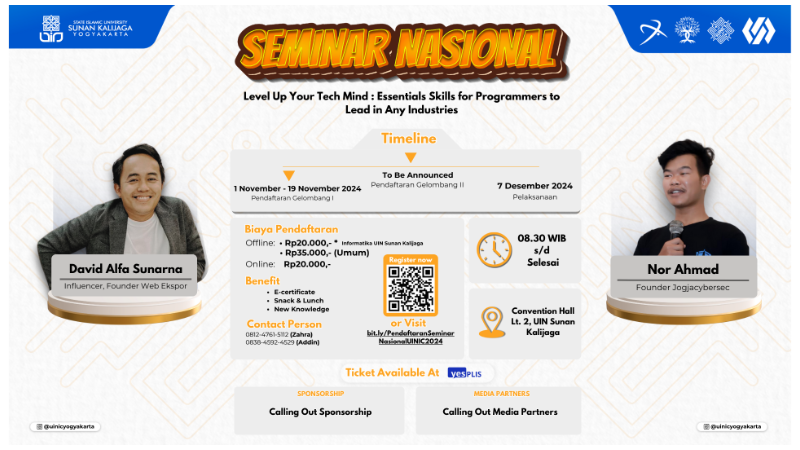 STATE ISLAMIC UNIVERSITY
SUNAN KALIJAGA
YOGYAKARTA
SEMINAR NASIONAL
Level Up Your Tech Mind : Essentials Skills for Programmers to
Lead in Any Industries
Timeline
1 November - 19 November 2024
Pendaftaran Gelombang I
To Be Announced
Pendaftaran Gelombang II
7 Desember 2024
Pelaksanaan
David Alfa Sunarna
Influencer, Founder Web Ekspor
Biaya Pendaftaran
Offline: • Rp20.000,- * Informatika UIN Sunan Kalijaga
• Rp35.000,- (Umum)
Online: Rp20.000,-
Benefit
• E-certificate
• Snack & Lunch
• New Knowledge
Contact Person
0812-4761-5112 (Zahra)
0838-4592-4529 (Addin)
Register now
or Visit
bit.ly/PendaftaranSeminar
NasionalUINIC2024
08.30 WIB
s/d
Selesai
Convention Hall
Lt. 2, UIN Sunan
Kalijaga
Nor Ahmad
Founder Jogjacybersec
Ticket Available At yesPLIS
SPONSORSHIP
Calling Out Sponsorship
MEDIA PARTNERS
Calling Out Media Partners
@uinicyogyakarta
@uinicyogyakarta